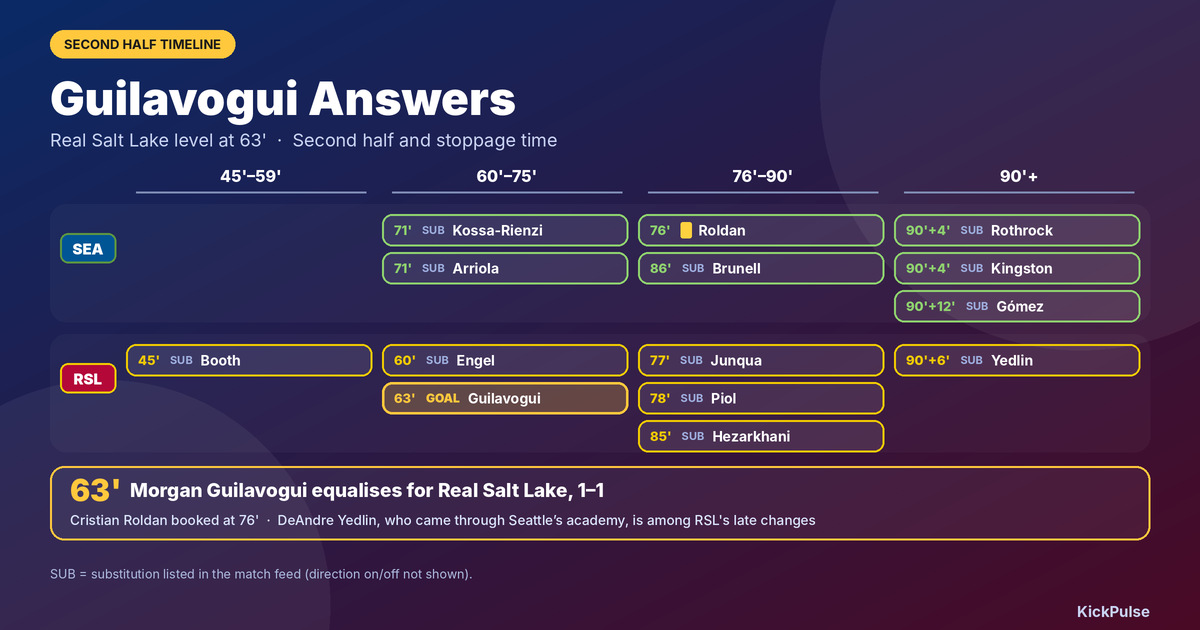 SECOND HALF TIMELINE
Guilavogui Answers
Real Salt Lake level at 63' · Second half and stoppage time
45'–59' 60'–75' 76'–90' 90'+
SEA
71' SUB Kossa-Rienzi
71' SUB Arriola
76' Roldan
86' SUB Brunell
90'+4' SUB Rothrock
90'+4' SUB Kingston
90'+12' SUB Gómez
RSL
45' SUB Booth
60' SUB Engel
63' GOAL Guilavogui
77' SUB Junqua
78' SUB Piol
85' SUB Hezarkhani
90'+6' SUB Yedlin
63' Morgan Guilavogui equalises for Real Salt Lake, 1–1
Cristian Roldan booked at 76' · DeAndre Yedlin, who came through Seattle’s academy, is among RSL's late changes
SUB = substitution listed in the match feed (direction on/off not shown).
KickPulse